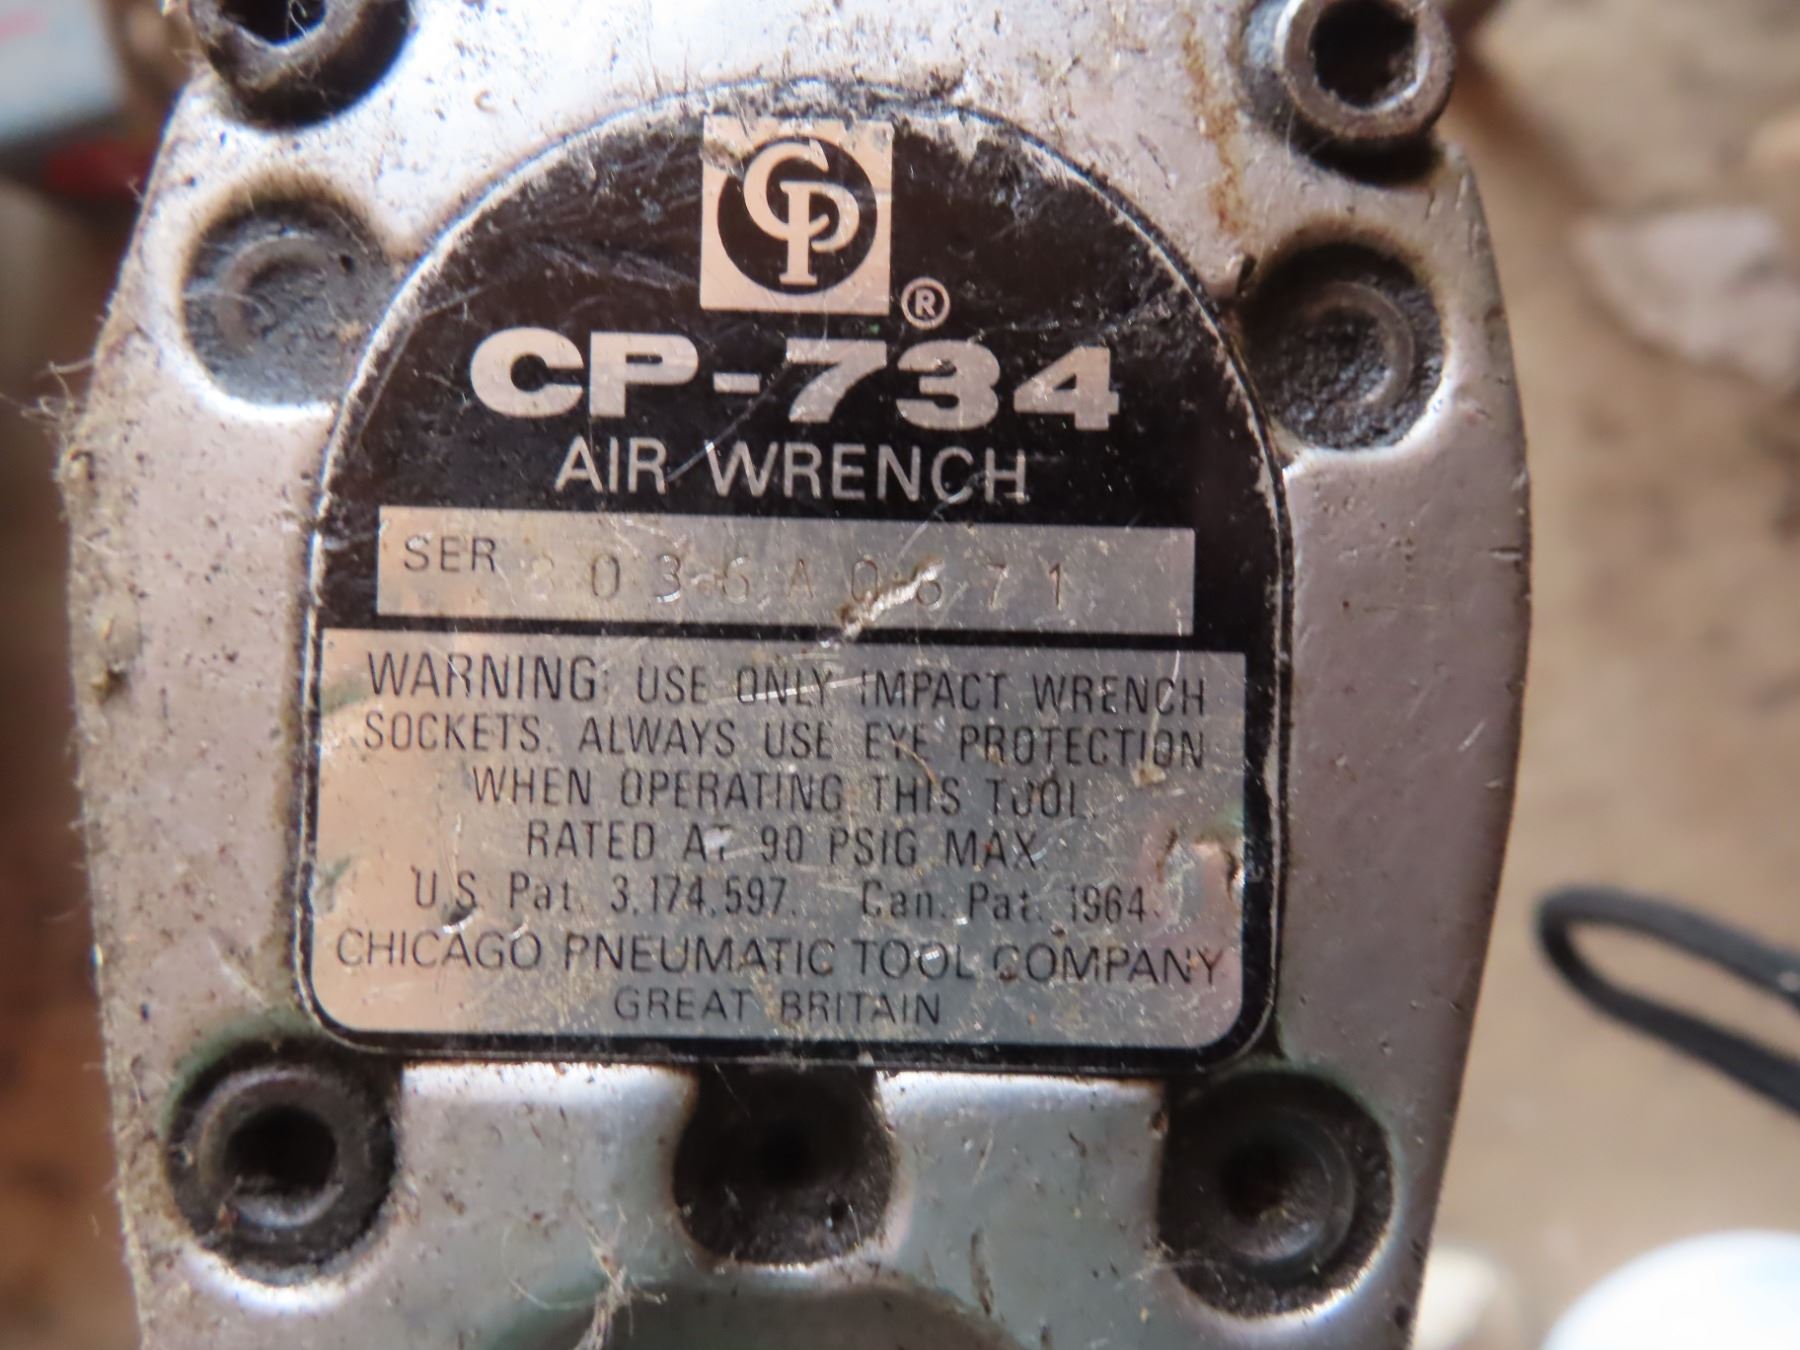 CP
®
CP-734
AIR WRENCH
SER 8036A0671
WARNING: USE ONLY IMPACT WRENCH
SOCKETS. ALWAYS USE EYE PROTECTION
WHEN OPERATING THIS TOOL.
RATED AT 90 PSIG MAX.
U.S. Pat. 3,174,597. Can. Pat. 1964
CHICAGO PNEUMATIC TOOL COMPANY
GREAT BRITAIN